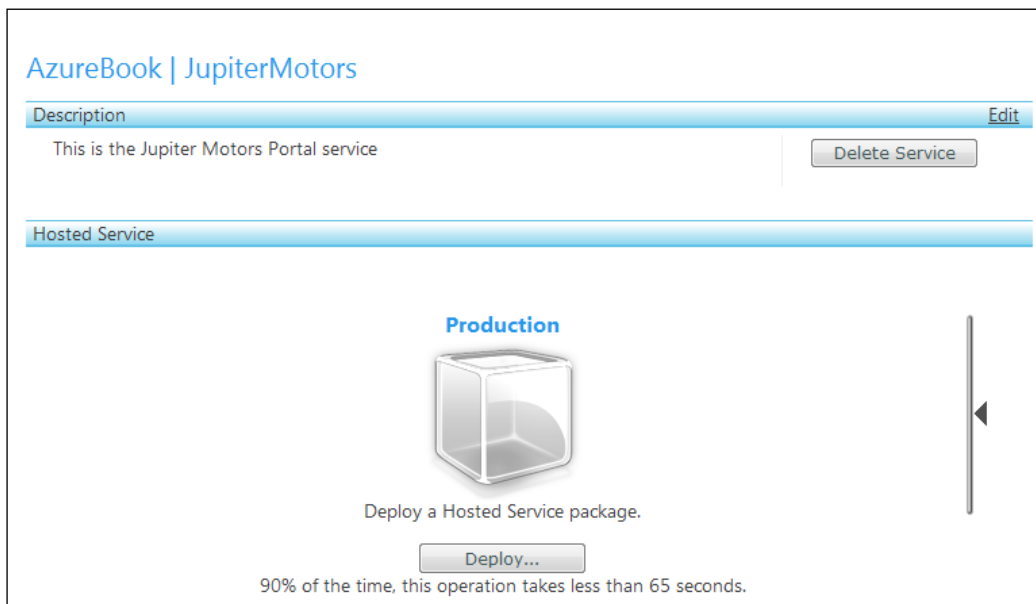 AzureBook | JupiterMotors
Description Edit
This is the Jupiter Motors Portal service Delete Service
Hosted Service
Production
Deploy a Hosted Service package.
Deploy...
90% of the time, this operation takes less than 65 seconds.